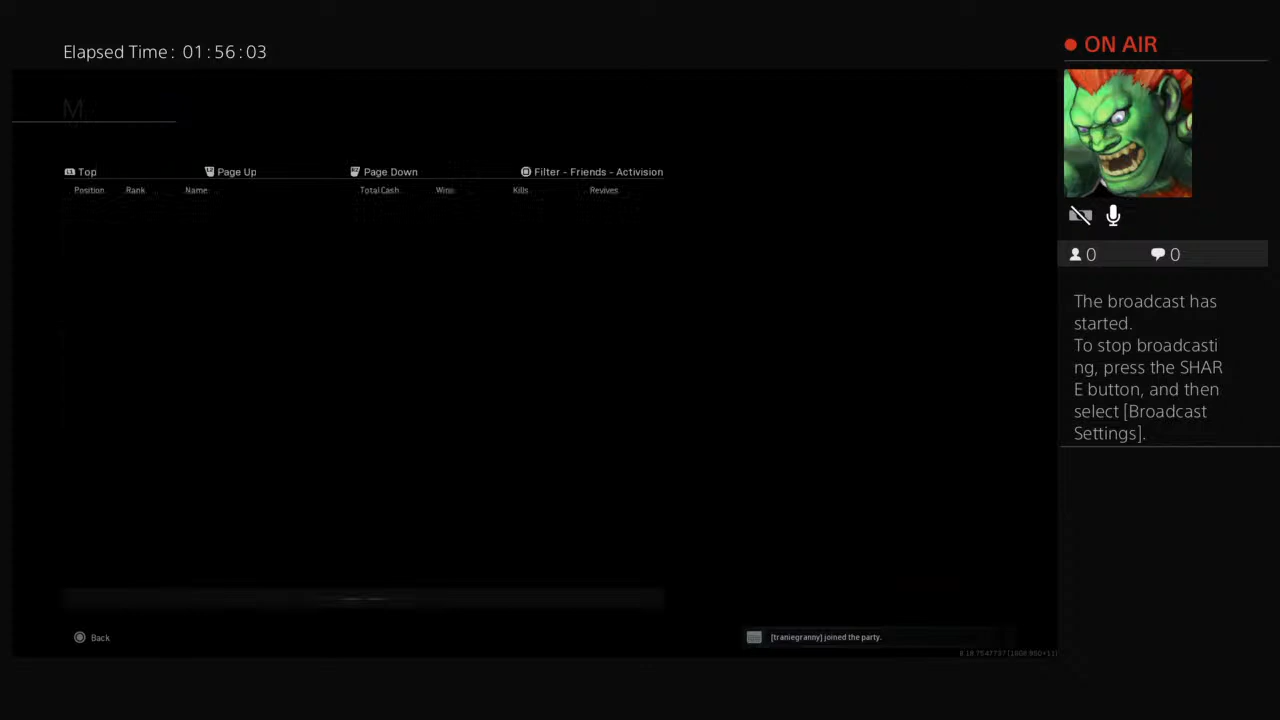 Elapsed Time: 01:56:03
ON AIR
M
Top Page Up Page Down Filter - Friends - Activision
Position Rank Name Total Cash Wins Kills Revives
0 0
The broadcast has
started.
To stop broadcasti
ng, press the SHAR
E button, and then
select [Broadcast
Settings].
Back
[traniegranny] joined the party.